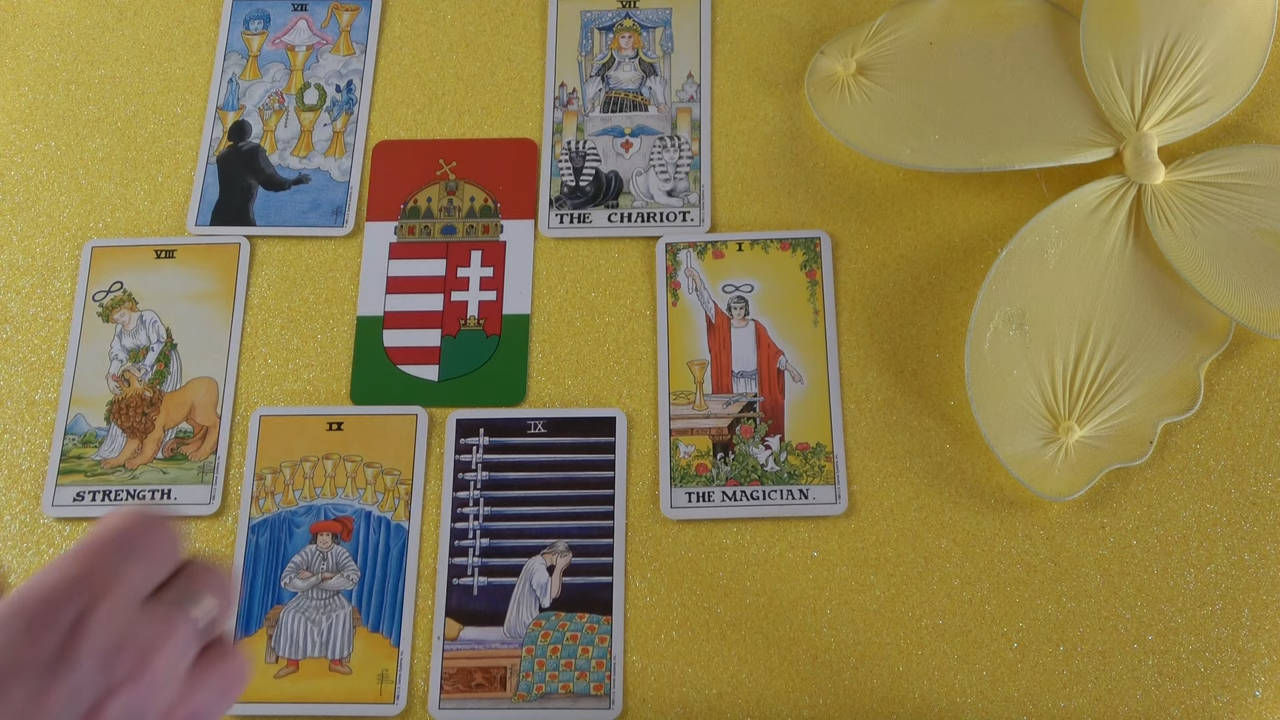 VII
VII
THE CHARIOT.
VIII
STRENGTH.
I
THE MAGICIAN.
IX
IX